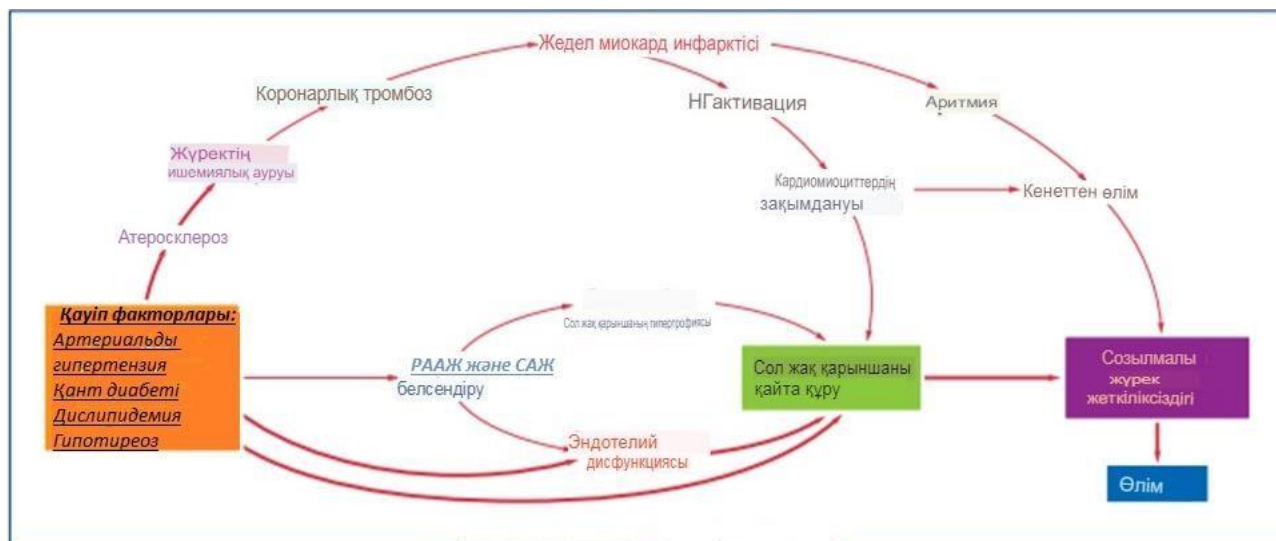 Жедел миокард инфарктісі
Коронарлық тромбоз
НГактивация
Аритмия
Жүректің
ишемиялық ауруы
Кардиомиоциттердің
зақымдануы
Кенеттен өлім
Атеросклероз
Қауіп факторлары:
Артериальды
гипертензия
Қант диабеті
Дислипидемия
Гипотиреоз
Сол жақ қарыншаның гипертрофиясы
РААЖ және САЖ
белсендіру
Сол жақ қарыншаны
қайта құру
Созылмалы
жүрек
жеткіліксіздігі
Эндотелий
дисфункциясы
Өлім